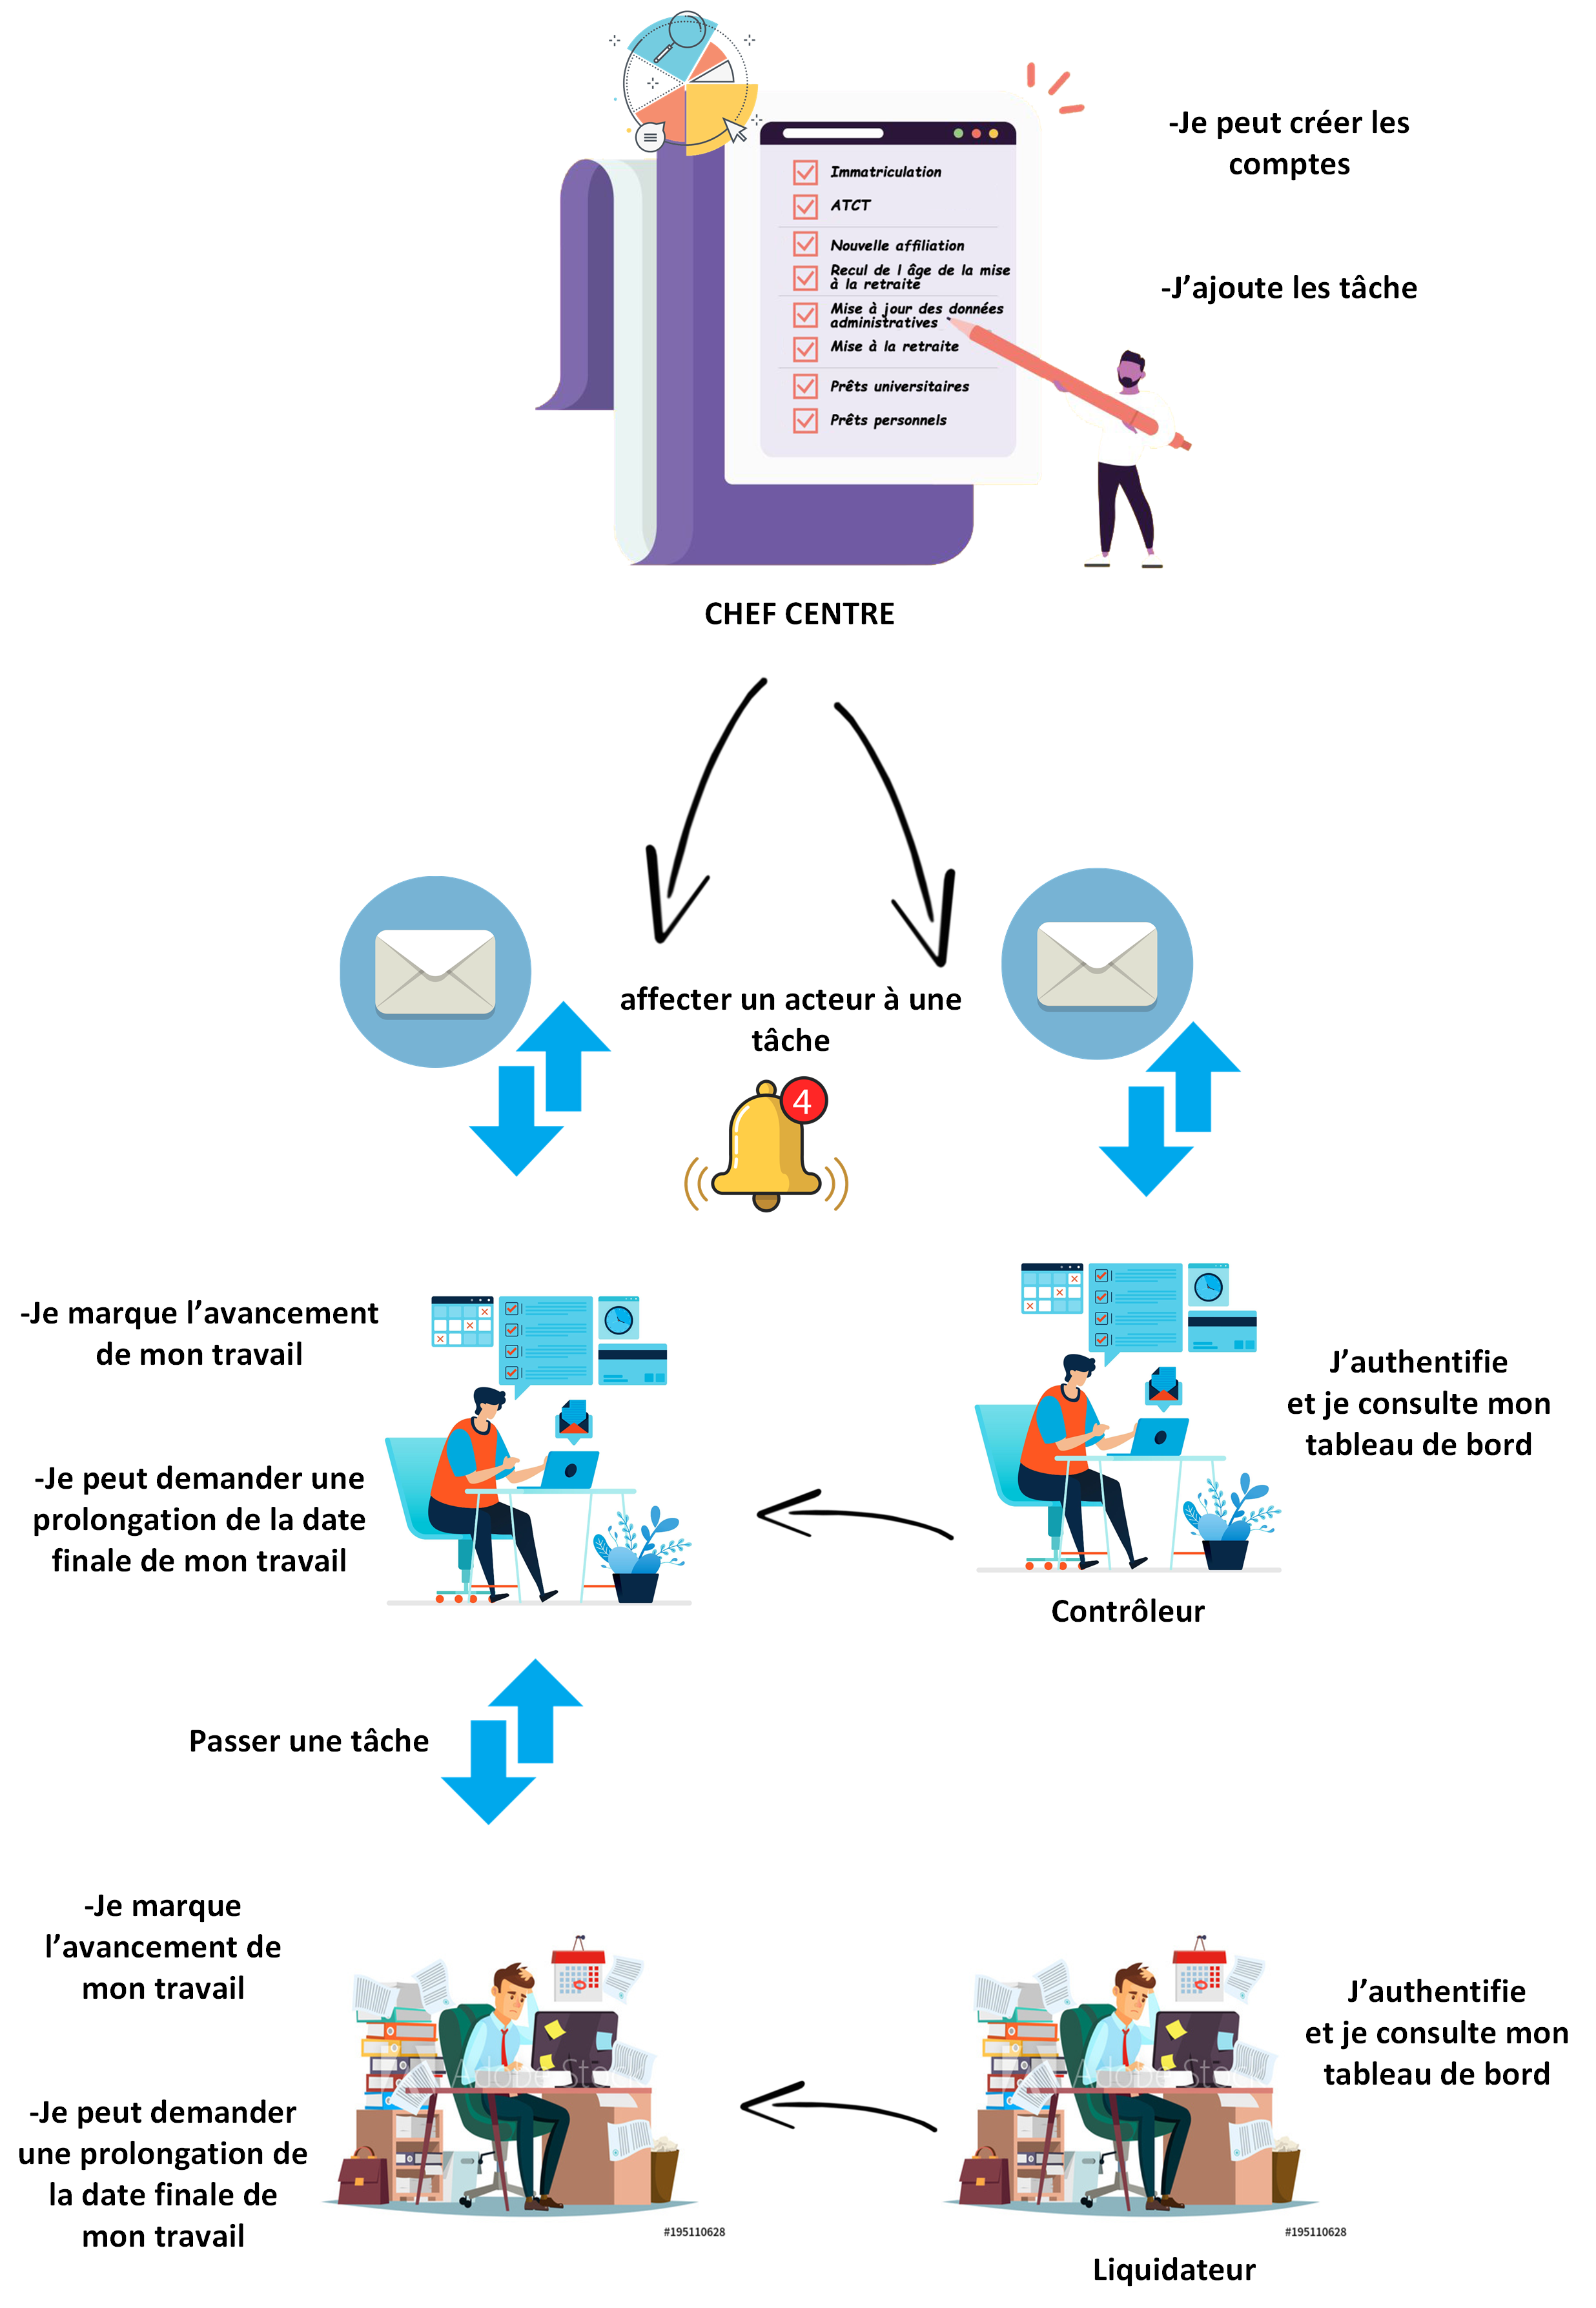 -Je peut créer les
comptes
Immatriculation
ATCT
Nouvelle affiliation
Recul de l âge de la mise
à la retraite
Mise à jour des données
administratives
Mise à la retraite
Prêts universitaires
Prêts personnels
-J’ajoute les tâche
CHEF CENTRE
affecter un acteur à une
tâche
4
-Je marque l’avancement
de mon travail
-Je peut demander une
prolongation de la date
finale de mon travail
J’authentifie
et je consulte mon
tableau de bord
Contrôleur
Passer une tâche
-Je marque
l’avancement de
mon travail
-Je peut demander
une prolongation de
la date finale de
mon travail
Adobe Stock
#195110628
J’authentifie
et je consulte mon
tableau de bord
Adobe Stock
#195110628
Liquidateur